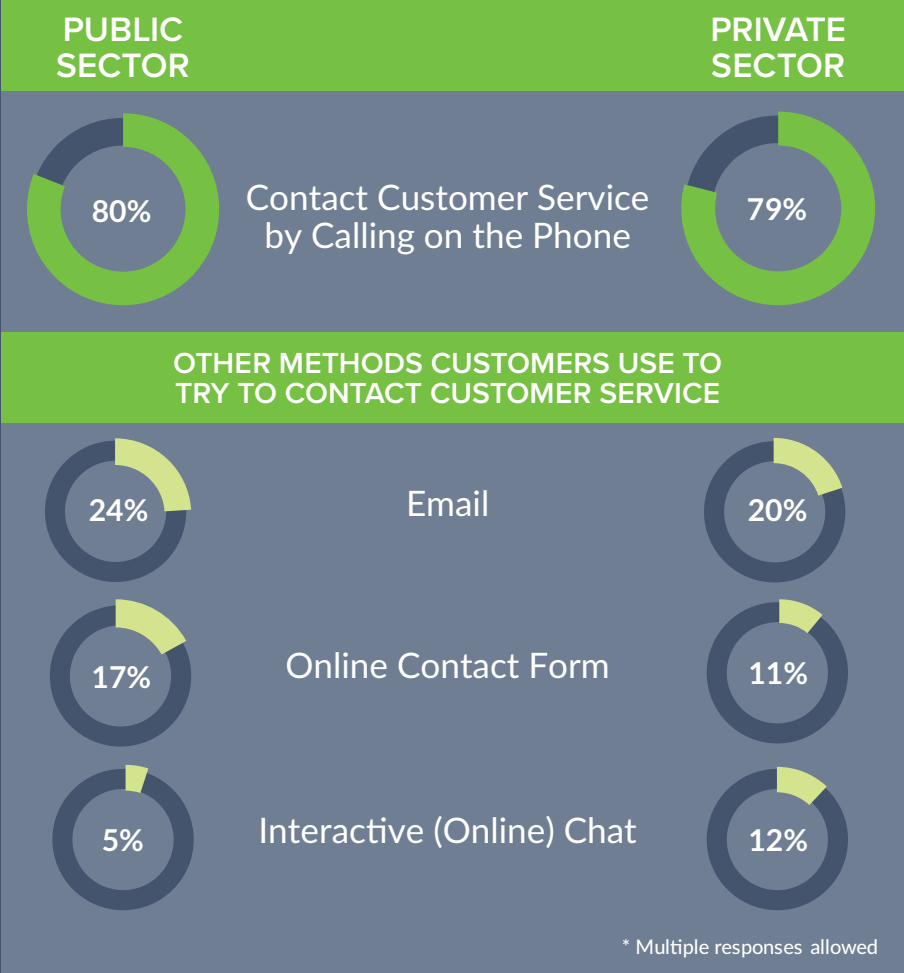 PUBLIC
SECTOR
PRIVATE
SECTOR
80%
Contact Customer Service
by Calling on the Phone
79%
OTHER METHODS CUSTOMERS USE TO
TRY TO CONTACT CUSTOMER SERVICE
24%
Email
20%
17%
Online Contact Form
11%
5%
Interactive (Online) Chat
12%
* Multiple responses allowed